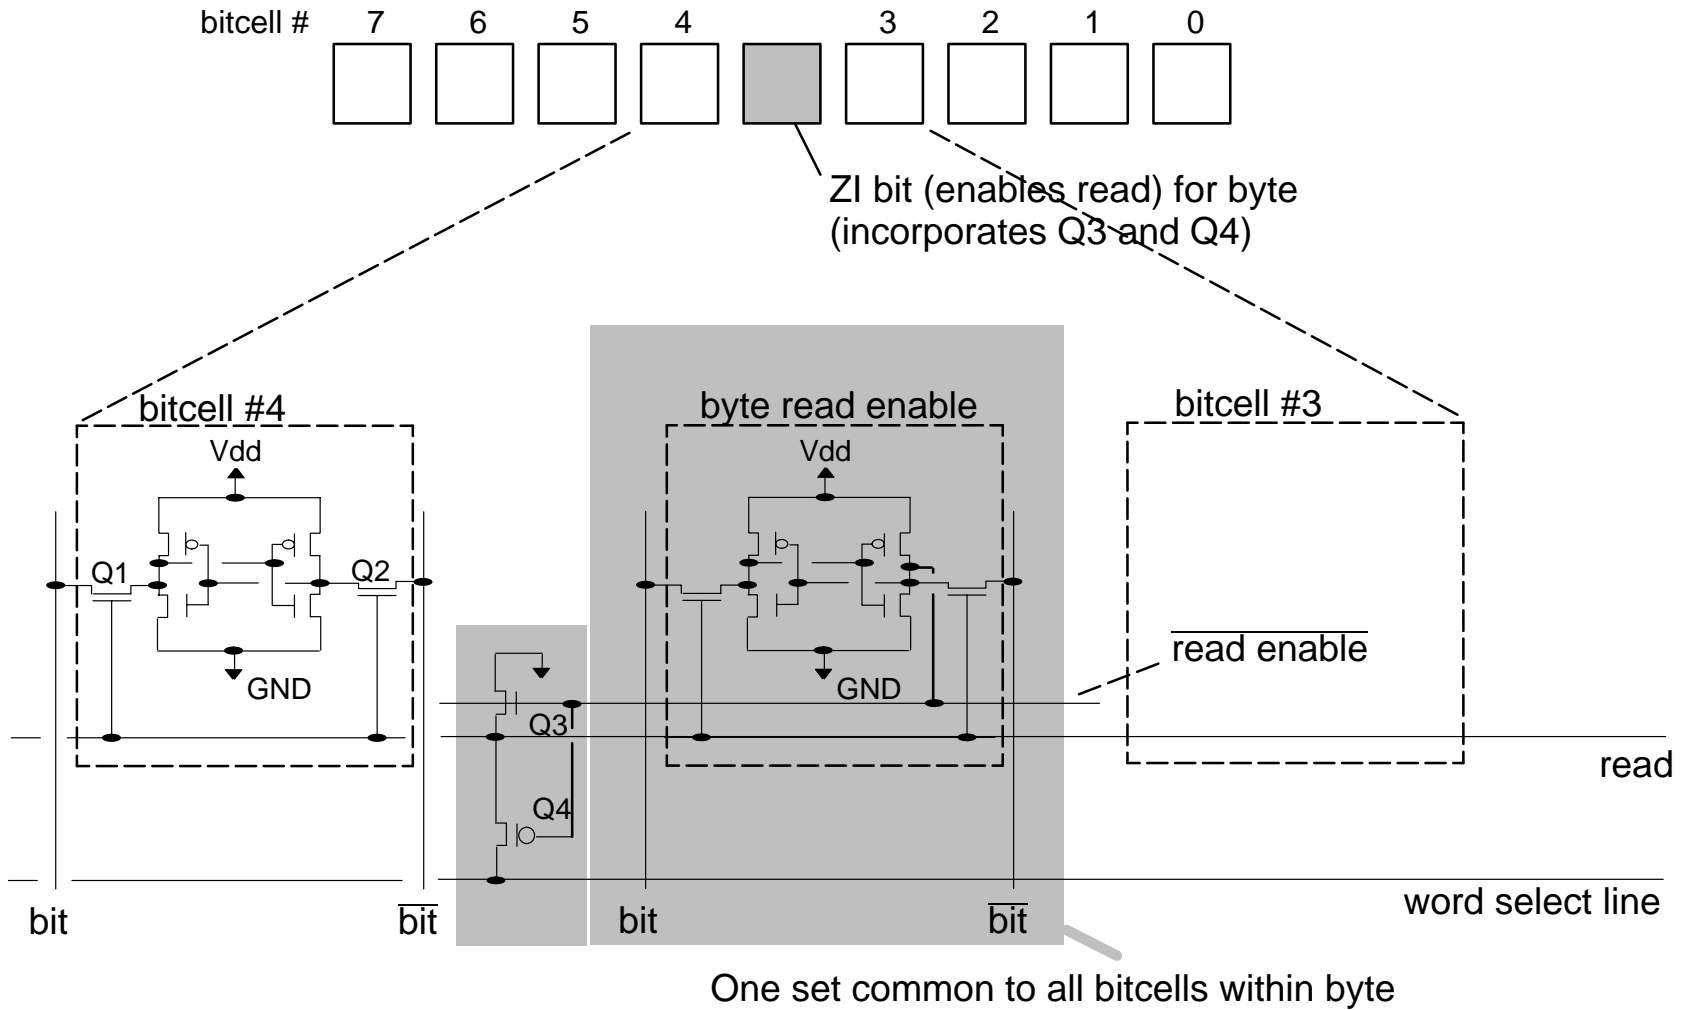 bitcell # 7 6 5 4 3 2 1 0
ZI bit (enables read) for byte
(incorporates Q3 and Q4)
bitcell #4
byte read enable
bitcell #3
Vdd
Vdd
Q1
Q2
read enable
GND
GND
Q3
read
Q4
word select line
bit
bit
bit
bit
One set common to all bitcells within byte